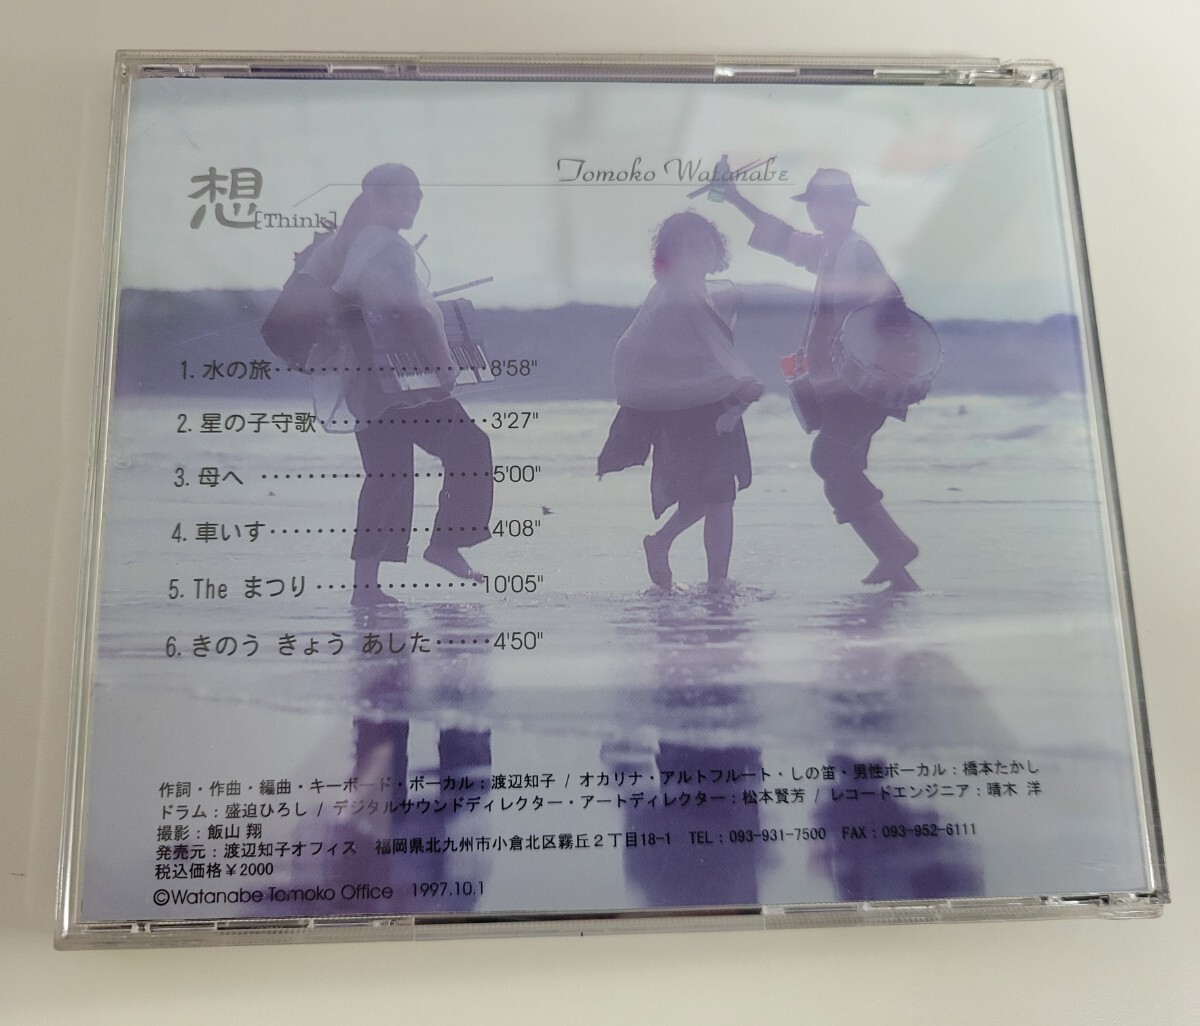 Tomoko Watanabe
想
[Think]
1. 水の旅・・・・・・・・・・・・・・・・・・8'58"
2. 星の子守歌・・・・・・・・・・・・・・3'27"
3. 母へ ・・・・・・・・・・・・・・・・・・・・5'00"
4. 車いす・・・・・・・・・・・・・・・・・・・4'08"
5. The まつり・・・・・・・・・・・・・・10'05"
6. きのう きょう あした・・・・・4'50"
作詞・作曲・編曲・キーボード・ボーカル：渡辺知子 / オカリナ・アルトフルート・しの笛・男性ボーカル：橋本たかし
ドラム：盛迫ひろし / デジタルサウンドディレクター・アートディレクター：松本賢芳 / レコードエンジニア：晴木 洋
撮影：飯山 翔
発売元：渡辺知子オフィス 福岡県北九州市小倉北区霧丘２丁目18-1 TEL：093-931-7500 FAX：093-952-6111
税込価格￥2000
©Watanabe Tomoko Office 1997.10.1